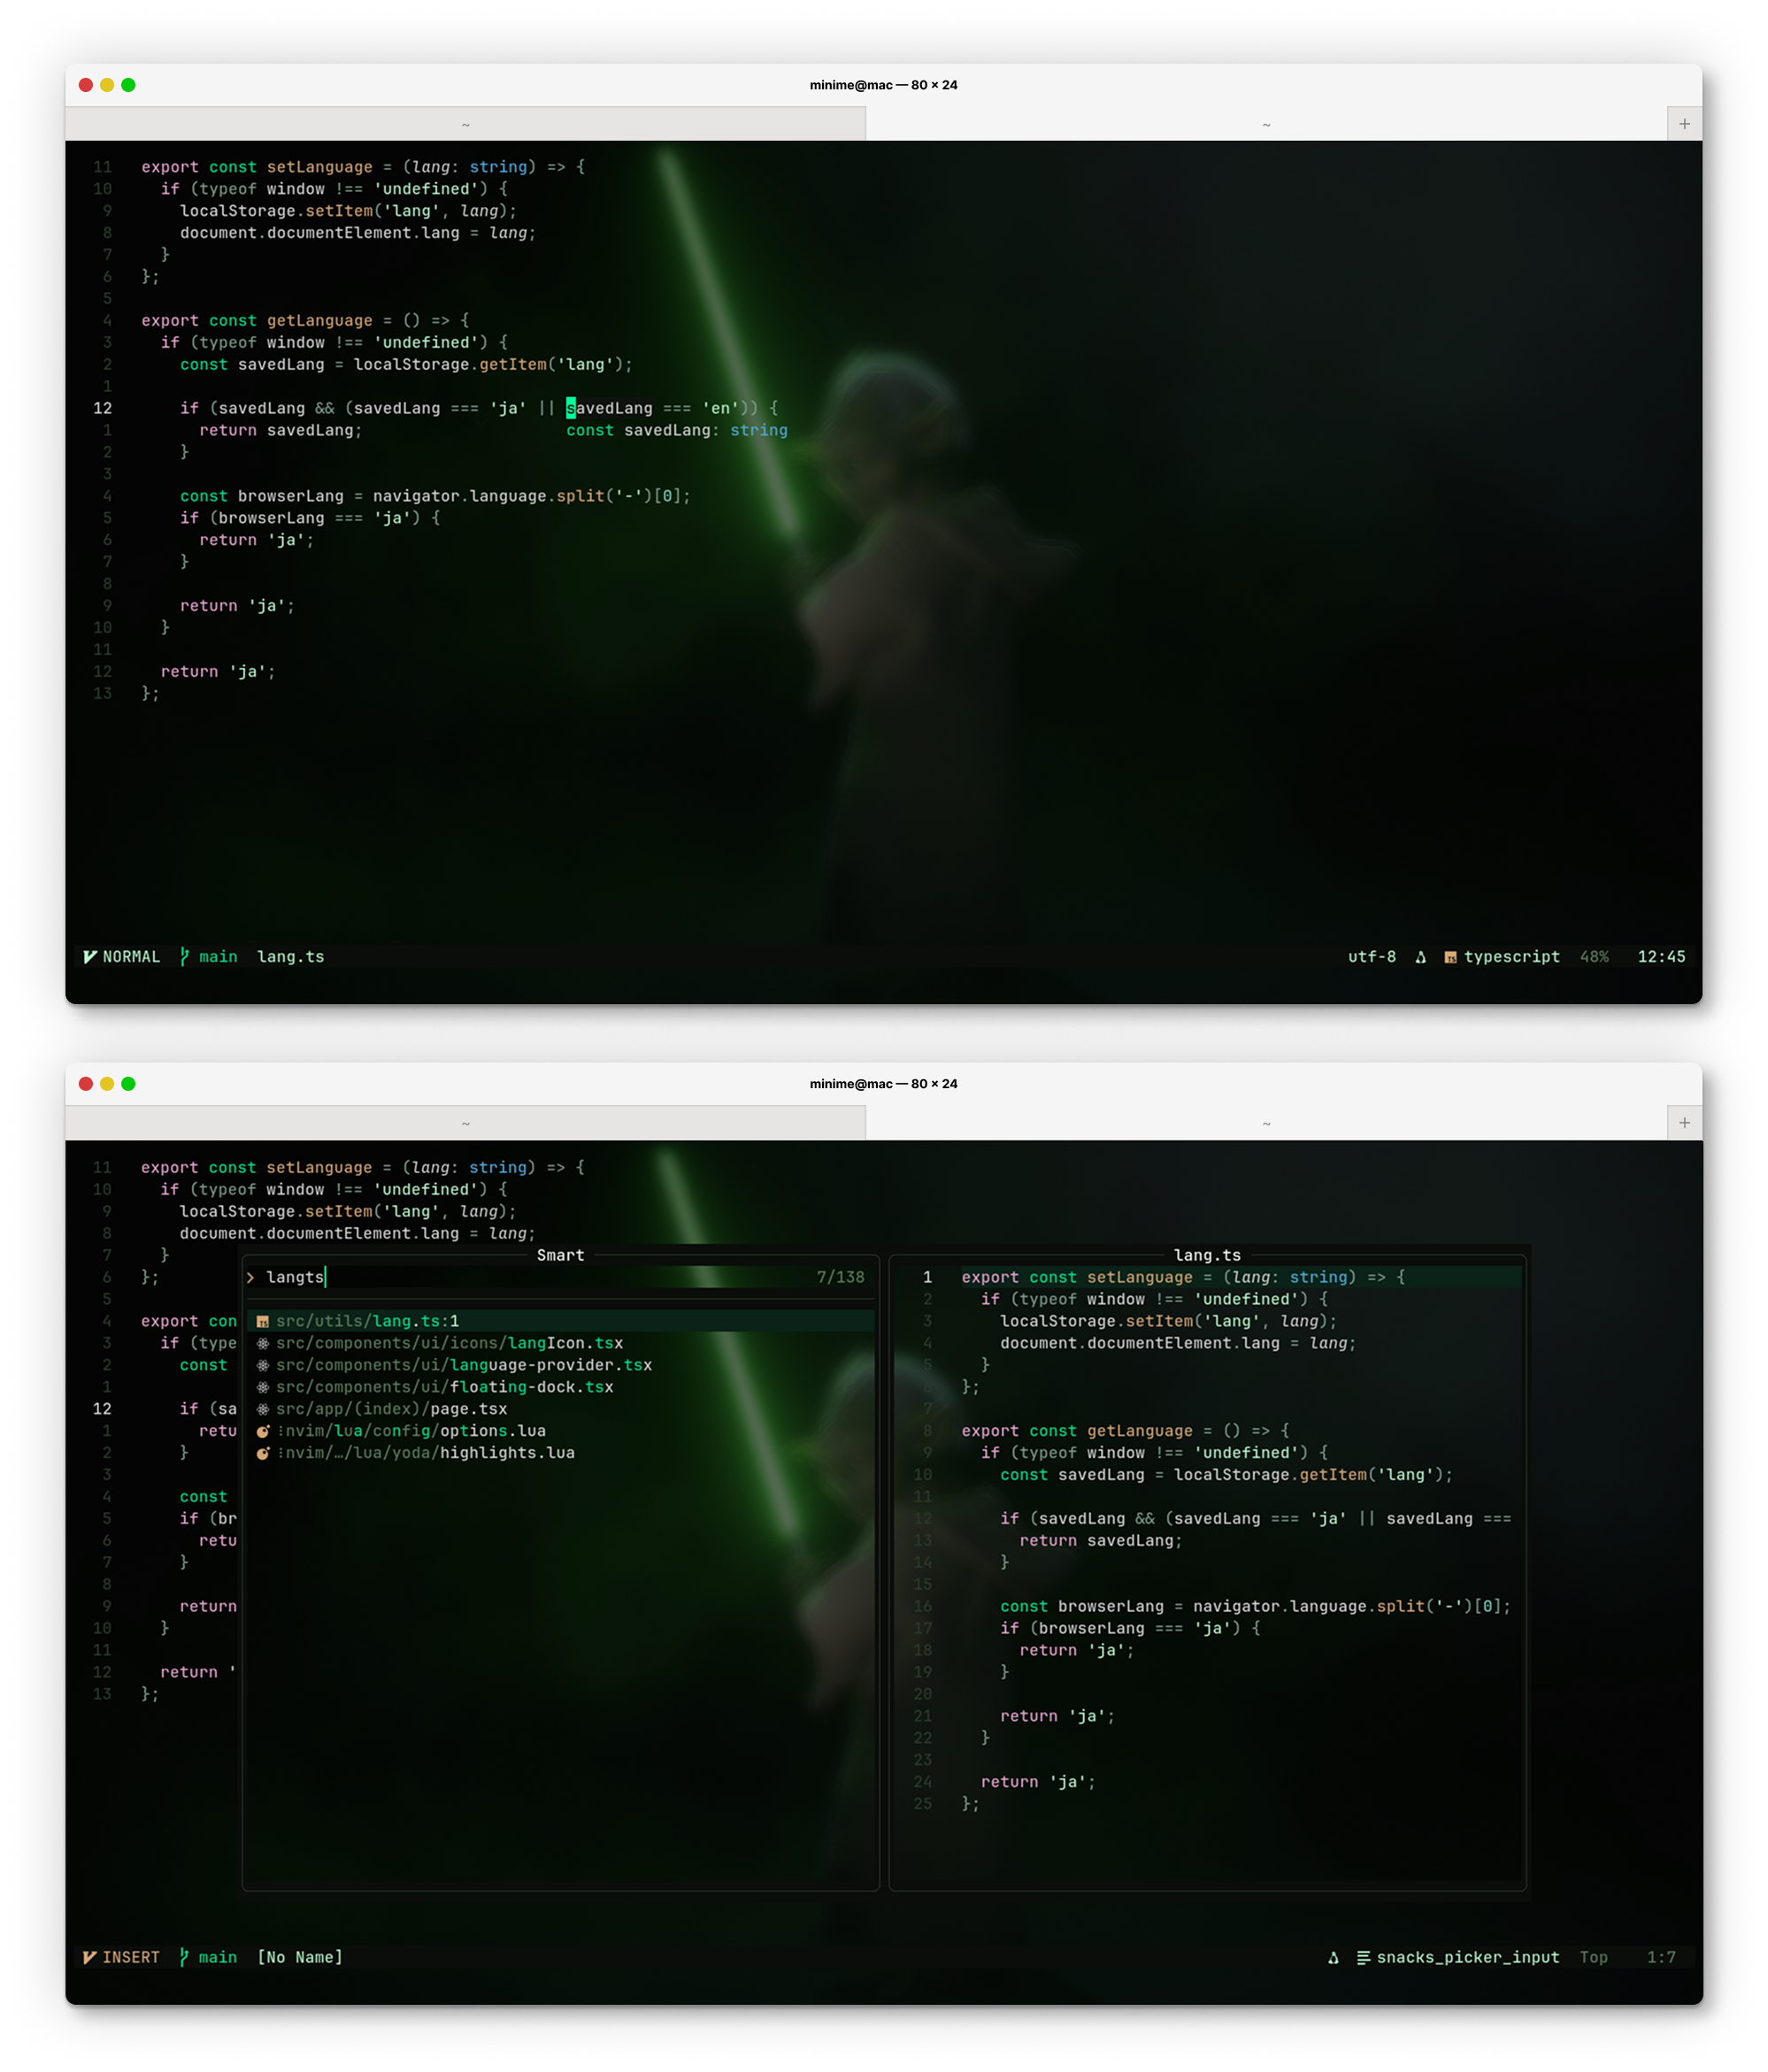 minime@mac — 80 × 24
~ ~ +
11 export const setLanguage = (lang: string) => {
10 if (typeof window !== 'undefined') {
9 localStorage.setItem('lang', lang);
8 document.documentElement.lang = lang;
7 }
6 };
5
4 export const getLanguage = () => {
3 if (typeof window !== 'undefined') {
2 const savedLang = localStorage.getItem('lang');
1
12 if (savedLang && (savedLang === 'ja' || savedLang === 'en')) {
1 return savedLang; const savedLang: string
2 }
3
4 const browserLang = navigator.language.split('-')[0];
5 if (browserLang === 'ja') {
6 return 'ja';
7 }
8
9 return 'ja';
10 }
11
12 return 'ja';
13 };
NORMAL main lang.ts utf-8 TS typescript 48% 12:45
minime@mac — 80 × 24
~ ~ +
11 export const setLanguage = (lang: string) => {
10 if (typeof window !== 'undefined') {
9 localStorage.setItem('lang', lang);
8 document.documentElement.lang = lang;
7 }
6 };
5
4 export con
3 if (type
2 const
1
12 if (sa
1 retu
2 }
3
4 const
5 if (br
6 retu
7 }
8
9 return
10 }
11
12 return '
13 };
Smart
> langts 7/138
TS src/utils/lang.ts:1
src/components/ui/icons/langIcon.tsx
src/components/ui/language-provider.tsx
src/components/ui/floating-dock.tsx
src/app/(index)/page.tsx
⁝nvim/lua/config/options.lua
⁝nvim/…/lua/yoda/highlights.lua
lang.ts
1 export const setLanguage = (lang: string) => {
2 if (typeof window !== 'undefined') {
3 localStorage.setItem('lang', lang);
4 document.documentElement.lang = lang;
5 }
6 };
7
8 export const getLanguage = () => {
9 if (typeof window !== 'undefined') {
10 const savedLang = localStorage.getItem('lang');
11
12 if (savedLang && (savedLang === 'ja' || savedLang ===
13 return savedLang;
14 }
15
16 const browserLang = navigator.language.split('-')[0];
17 if (browserLang === 'ja') {
18 return 'ja';
19 }
20
21 return 'ja';
22 }
23
24 return 'ja';
25 };
INSERT main [No Name] snacks_picker_input Top 1:7